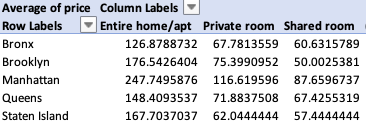 Average of price Column Labels
Row Labels Entire home/apt Private room Shared room
Bronx 126.8788732 67.7813559 60.6315789
Brooklyn 176.5426404 75.3990952 50.0025381
Manhattan 247.7495876 116.619596 87.6596737
Queens 148.4093537 71.8837508 67.4255319
Staten Island 167.7037037 62.0444444 57.4444444